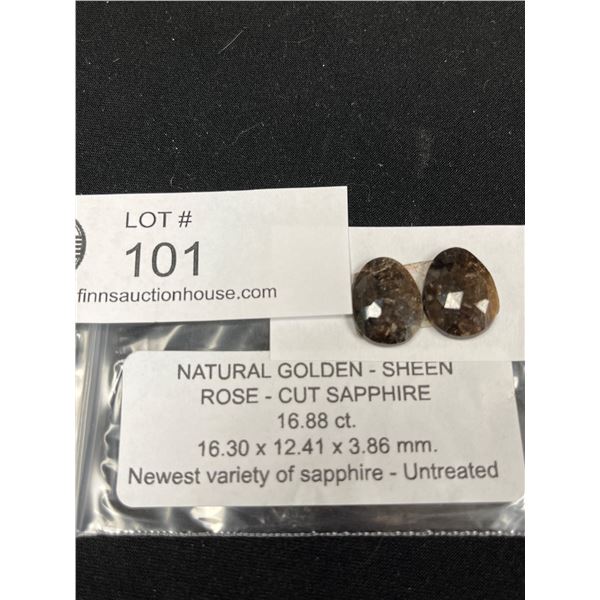 LOT #
101
finnsauctionhouse.com
NATURAL GOLDEN - SHEEN
ROSE - CUT SAPPHIRE
16.88 ct.
16.30 x 12.41 x 3.86 mm.
Newest variety of sapphire - Untreated